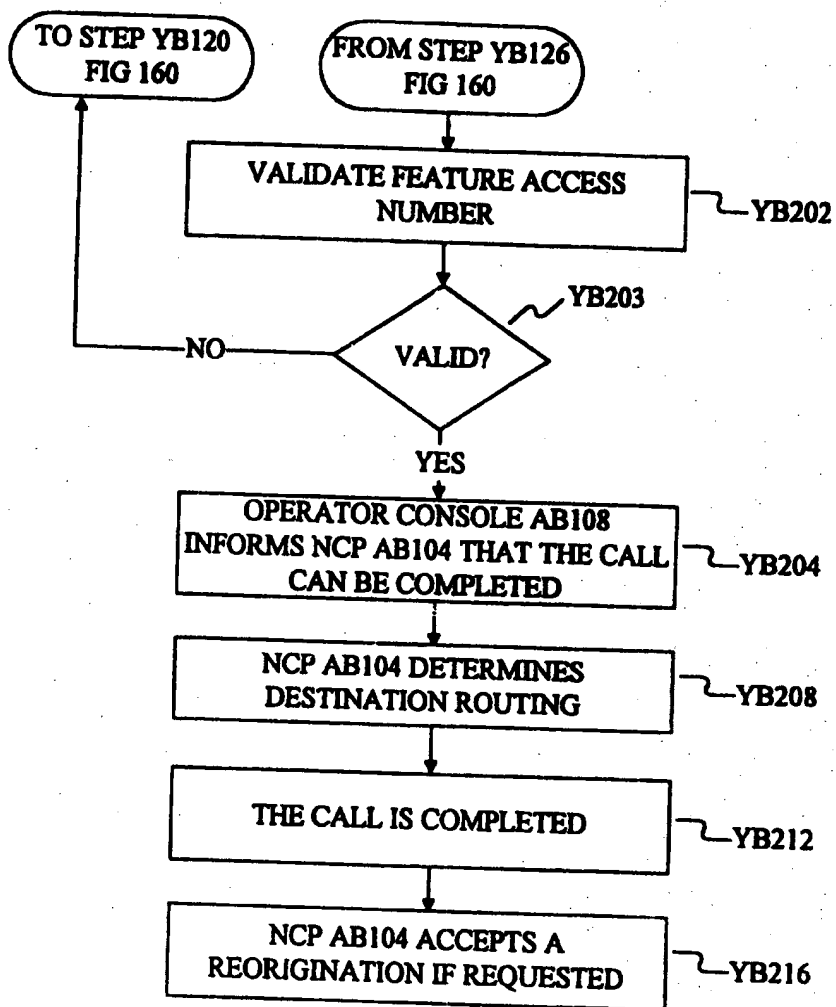 TO STEP YB120
FIG 160
FROM STEP YB126
FIG 160
VALIDATE FEATURE ACCESS
NUMBER
YB202
YB203
VALID?
NO
YES
OPERATOR CONSOLE AB108
INFORMS NCP AB104 THAT THE CALL
CAN BE COMPLETED
YB204
NCP AB104 DETERMINES
DESTINATION ROUTING
YB208
THE CALL IS COMPLETED
YB212
NCP AB104 ACCEPTS A
REORIGINATION IF REQUESTED
YB216